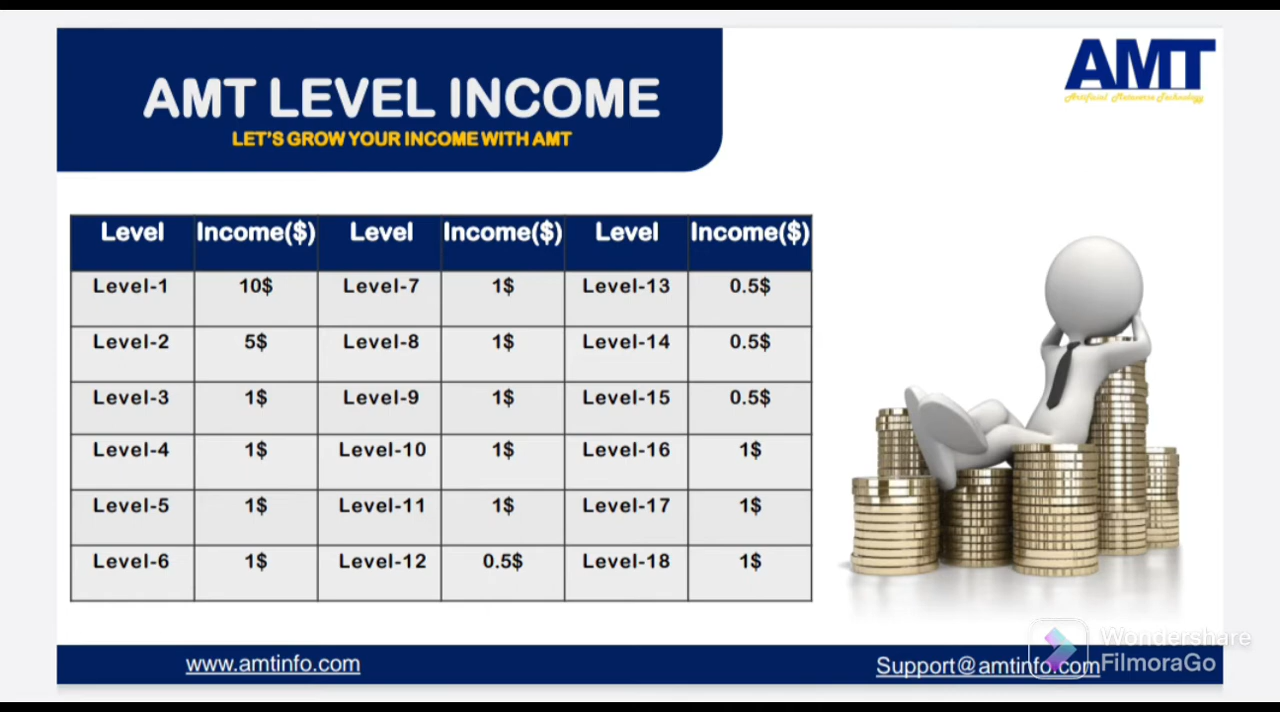 AMT LEVEL INCOME
LET'S GROW YOUR INCOME WITH AMT
AMT
Artificial Metaverse Technology
Level Income($) Level Income($) Level Income($)
Level-1 10$ Level-7 1$ Level-13 0.5$
Level-2 5$ Level-8 1$ Level-14 0.5$
Level-3 1$ Level-9 1$ Level-15 0.5$
Level-4 1$ Level-10 1$ Level-16 1$
Level-5 1$ Level-11 1$ Level-17 1$
Level-6 1$ Level-12 0.5$ Level-18 1$
www.amtinfo.com
Support@amtinfo.com
Wondershare
FilmoraGo